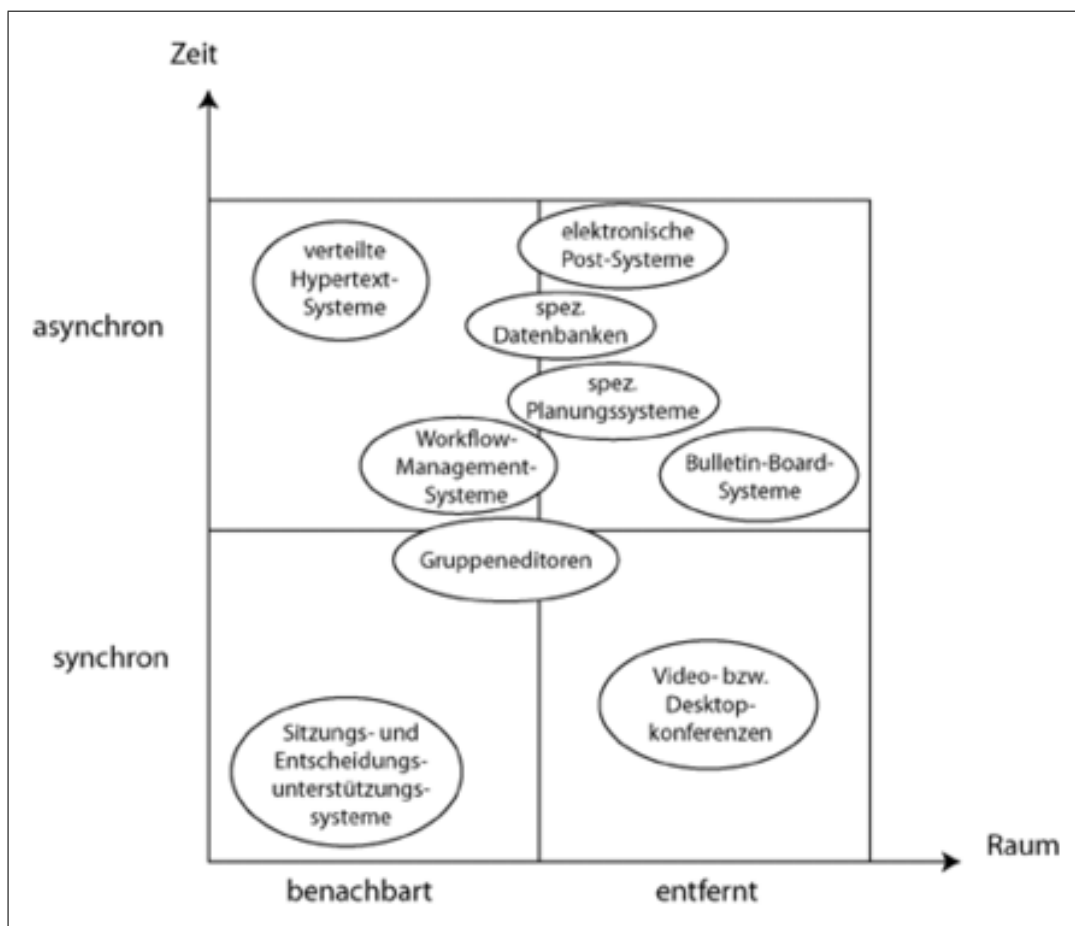 Zeit
verteilte
Hypertext-
Systeme
elektronische
Post-Systeme
spez.
Datenbanken
asynchron
spez.
Planungssysteme
Workflow-
Management-
Systeme
Bulletin-Board-
Systeme
Gruppeneditoren
synchron
Video- bzw.
Desktop-
konferenzen
Sitzungs- und
Entscheidungs-
unterstützungs-
systeme
Raum
benachbart
entfernt